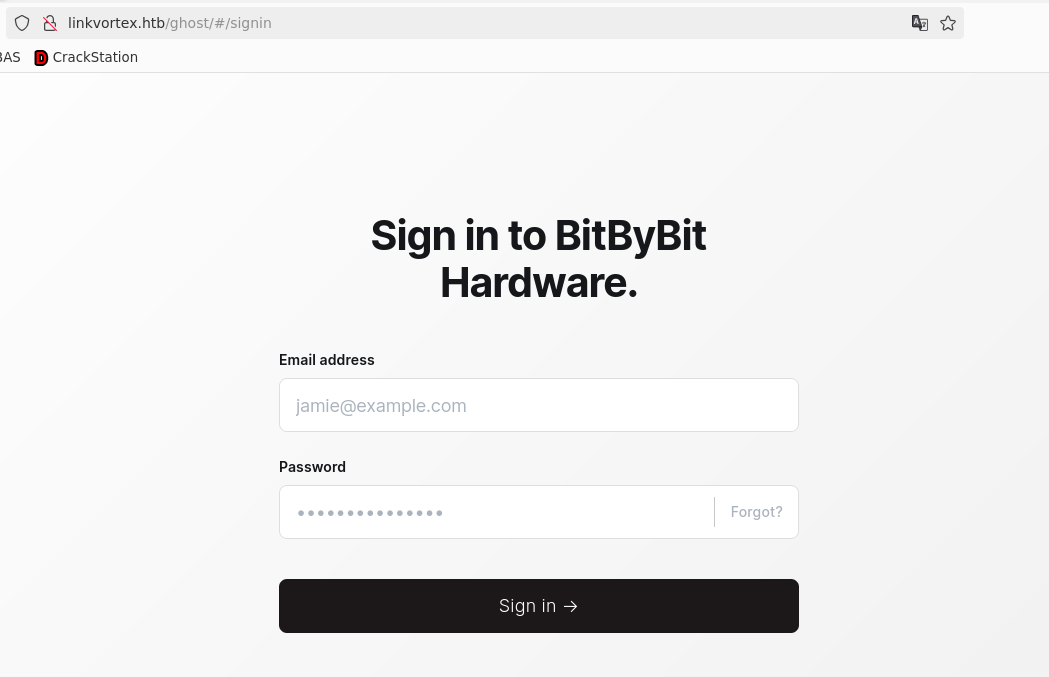 linkvortex.htb/ghost/#/signin
BAS CrackStation
Sign in to BitByBit
Hardware.
Email address
jamie@example.com
Password
•••••••••••••••
Forgot?
Sign in →